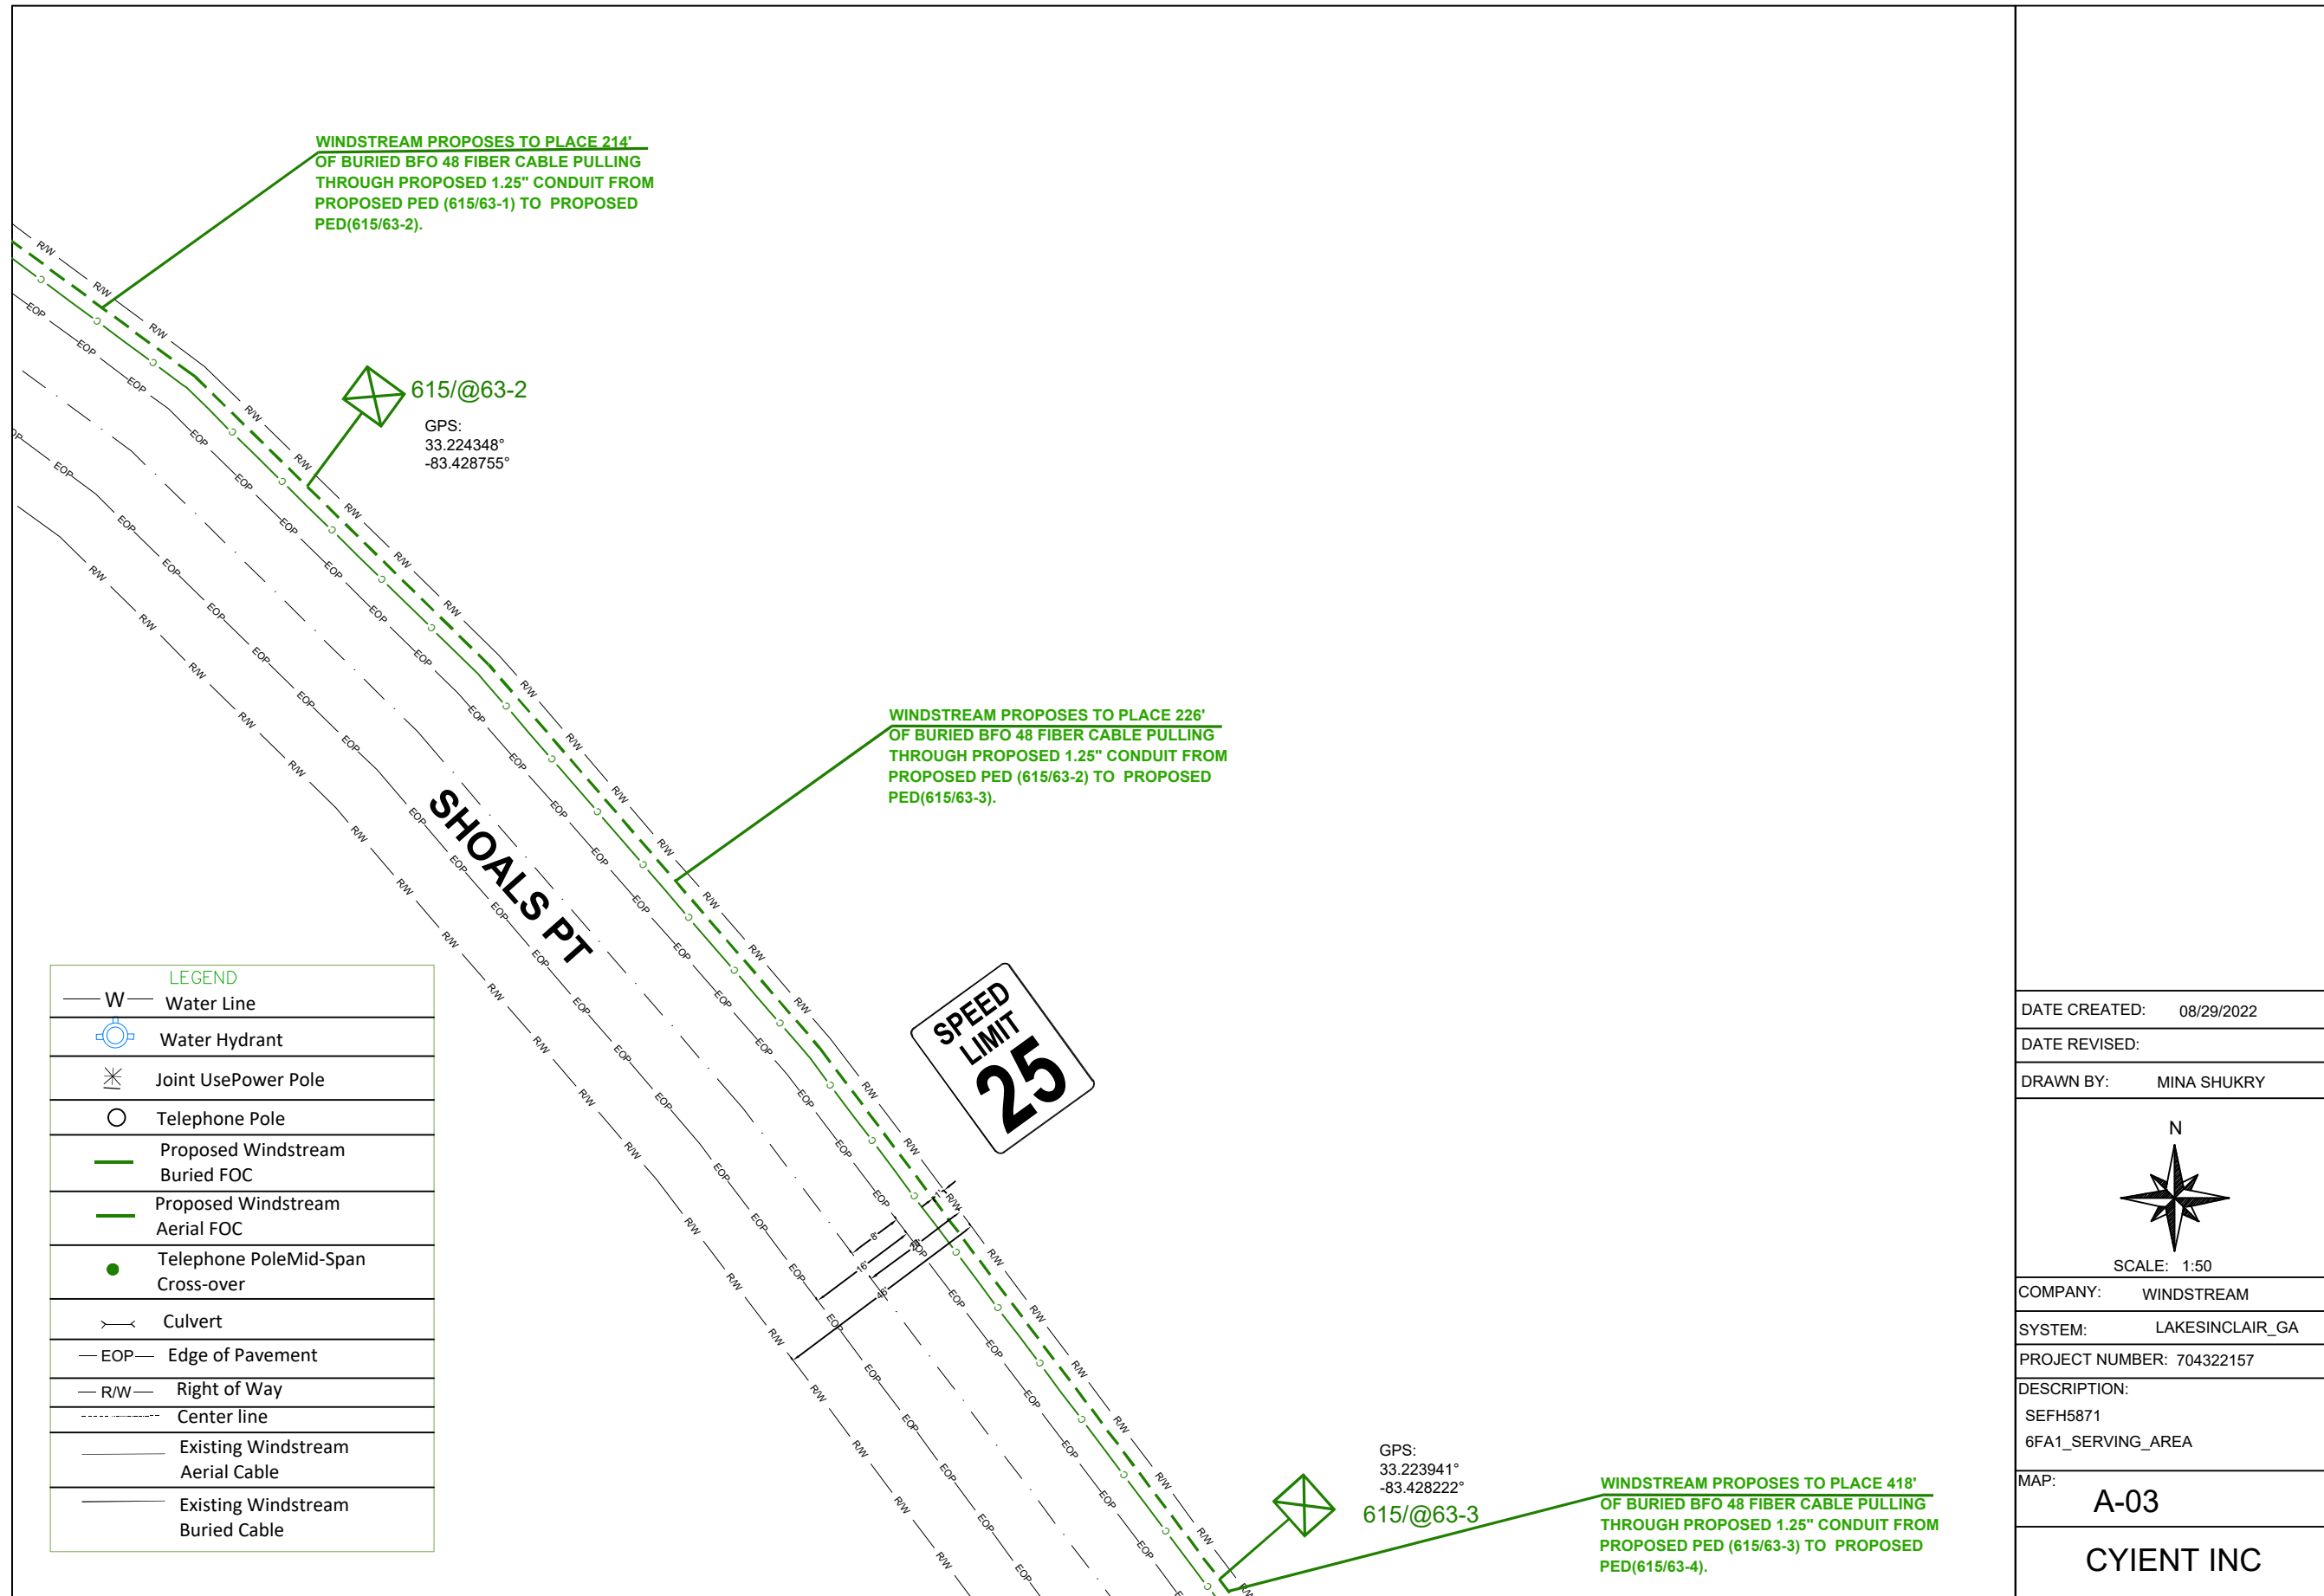 WINDSTREAM PROPOSES TO PLACE 214'
OF BURIED BFO 48 FIBER CABLE PULLING
THROUGH PROPOSED 1.25" CONDUIT FROM
PROPOSED PED (615/63-1) TO PROPOSED
PED(615/63-2).
615/@63-2
GPS:
33.224348°
-83.428755°
WINDSTREAM PROPOSES TO PLACE 226'
OF BURIED BFO 48 FIBER CABLE PULLING
THROUGH PROPOSED 1.25" CONDUIT FROM
PROPOSED PED (615/63-2) TO PROPOSED
PED(615/63-3).
SHOALS PT
SPEED
LIMIT
25
R/W
EOP
C
16'
GPS:
33.223941°
-83.428222°
615/@63-3
WINDSTREAM PROPOSES TO PLACE 418'
OF BURIED BFO 48 FIBER CABLE PULLING
THROUGH PROPOSED 1.25" CONDUIT FROM
PROPOSED PED (615/63-3) TO PROPOSED
PED(615/63-4).
LEGEND
W Water Line
Water Hydrant
Joint UsePower Pole
Telephone Pole
Proposed Windstream
Buried FOC
Proposed Windstream
Aerial FOC
Telephone PoleMid-Span
Cross-over
Culvert
EOP Edge of Pavement
R/W Right of Way
Center line
Existing Windstream
Aerial Cable
Existing Windstream
Buried Cable
DATE CREATED: 08/29/2022
DATE REVISED:
DRAWN BY: MINA SHUKRY
N
SCALE: 1:50
COMPANY: WINDSTREAM
SYSTEM: LAKESINCLAIR_GA
PROJECT NUMBER: 704322157
DESCRIPTION:
SEFH5871
6FA1_SERVING_AREA
MAP:
A-03
CYIENT INC